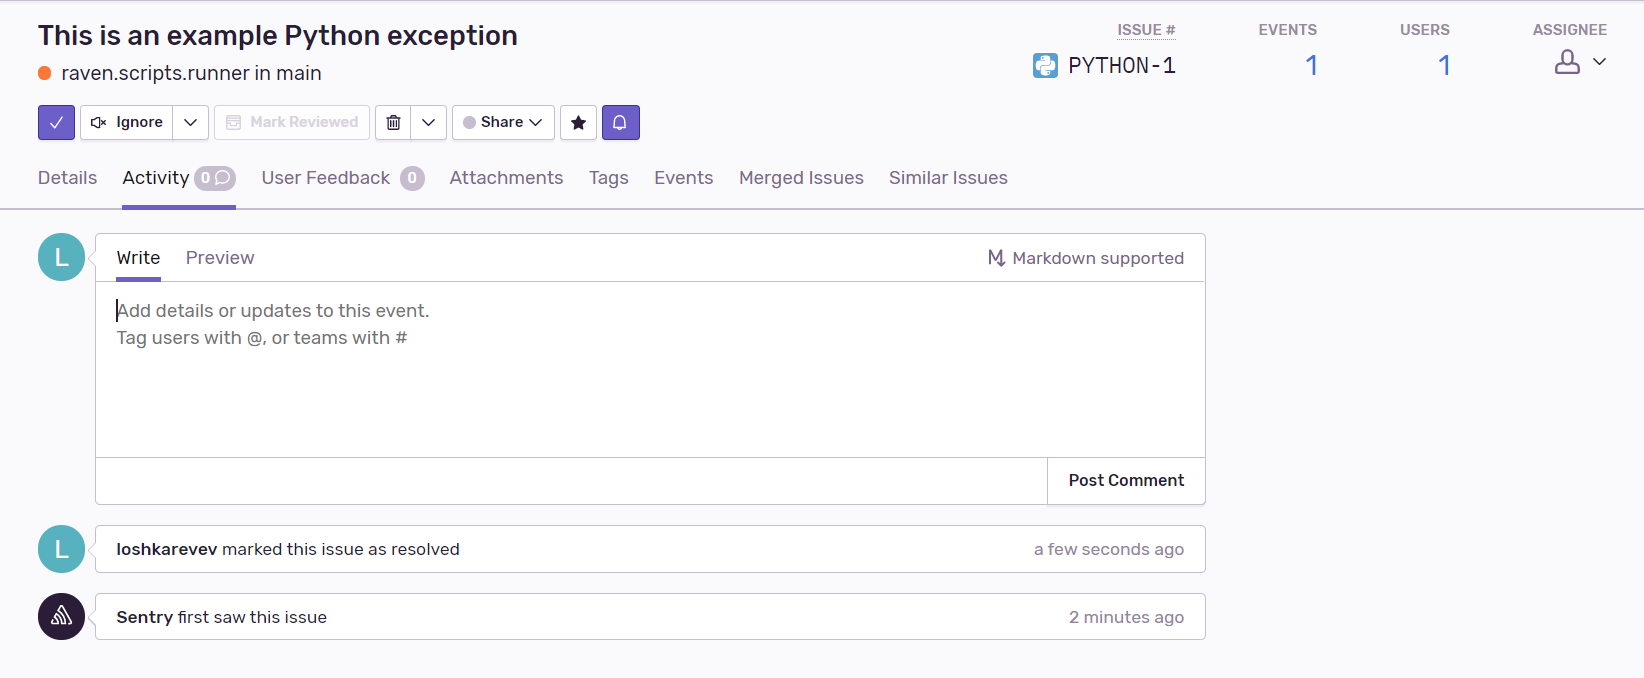 This is an example Python exception
raven.scripts.runner in main
ISSUE # EVENTS USERS ASSIGNEE
PYTHON-1 1 1
Ignore Mark Reviewed Share
Details Activity 0 User Feedback 0 Attachments Tags Events Merged Issues Similar Issues
L
Write Preview Markdown supported
Add details or updates to this event.
Tag users with @, or teams with #
Post Comment
L
loshkarevev marked this issue as resolved a few seconds ago
Sentry first saw this issue 2 minutes ago